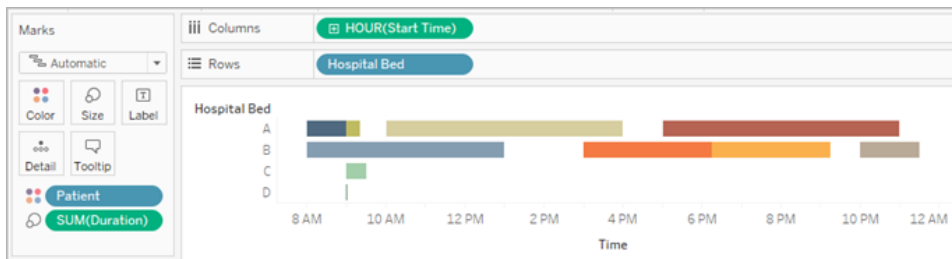 Marks
Columns
HOUR(Start Time)
Automatic
Rows
Hospital Bed
Color
Size
Label
Detail
Tooltip
Patient
SUM(Duration)
Hospital Bed
A
B
C
D
8 AM 10 AM 12 PM 2 PM 4 PM 6 PM 8 PM 10 PM 12 AM
Time